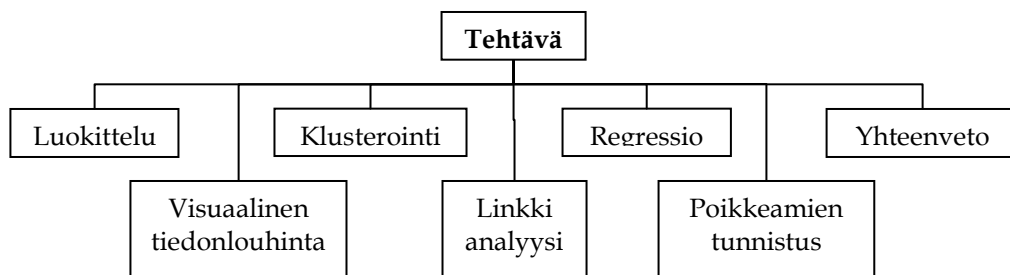 Tehtävä
Luokittelu
Klusterointi
Regressio
Yhteenveto
Visuaalinen
tiedonlouhinta
Linkki
analyysi
Poikkeamien
tunnistus